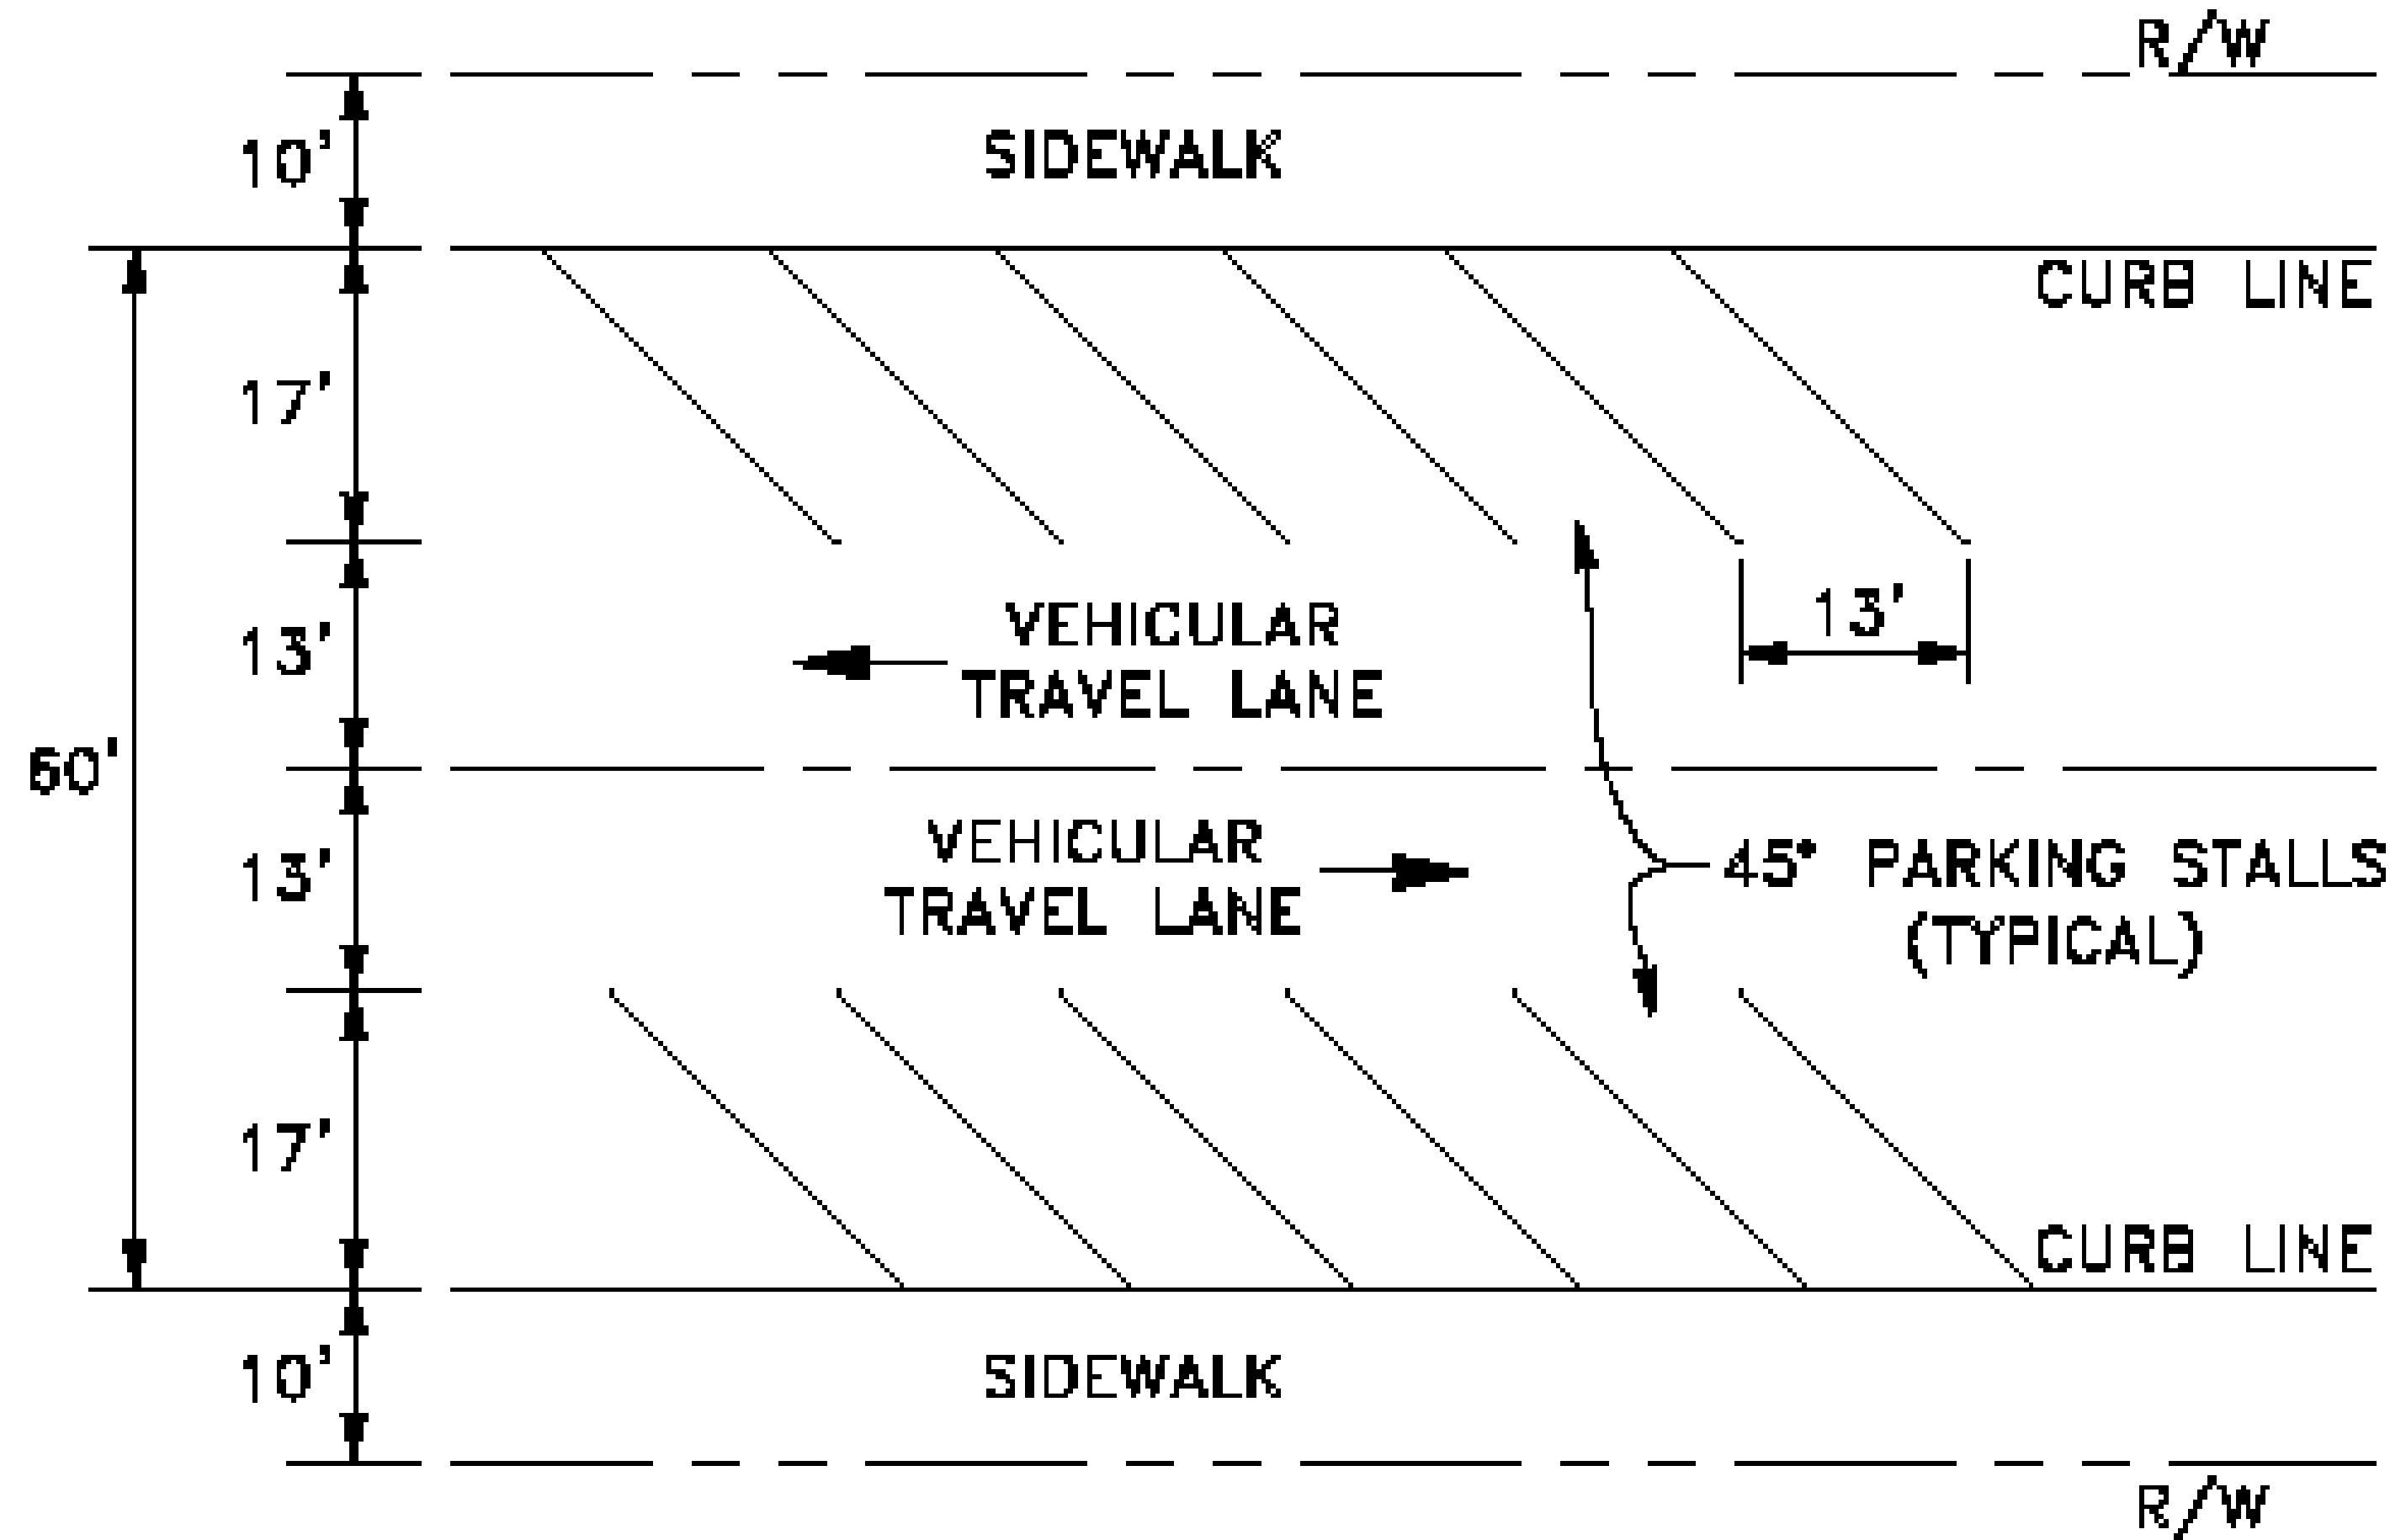 R/W
10'
SIDEWALK
CURB LINE
17'
13'
VEHICULAR
TRAVEL LANE
13'
60'
VEHICULAR
TRAVEL LANE
13'
45° PARKING STALLS
(TYPICAL)
17'
CURB LINE
10'
SIDEWALK
R/W